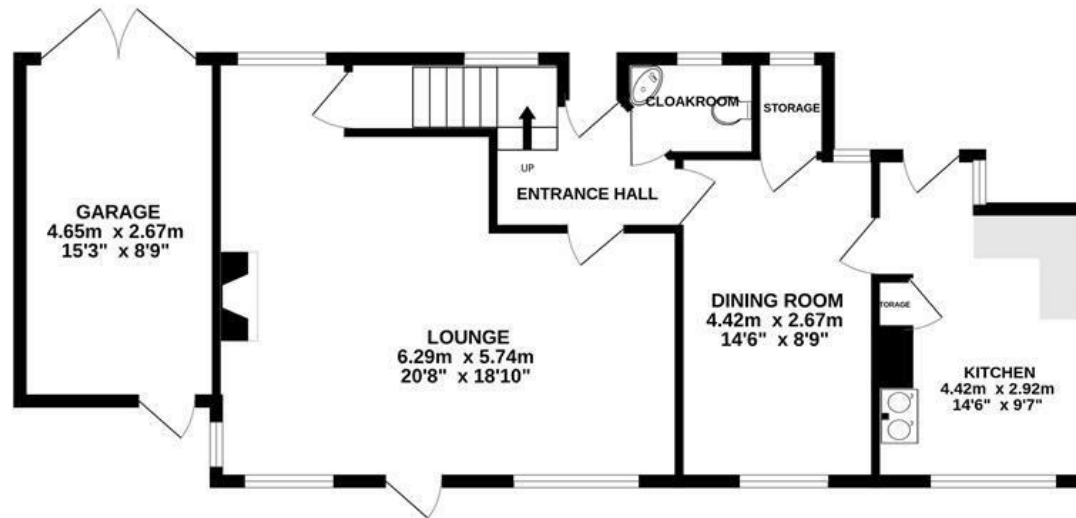 CLOAKROOM
STORAGE
UP
ENTRANCE HALL
GARAGE
4.65m x 2.67m
15'3" x 8'9"
DINING ROOM
4.42m x 2.67m
14'6" x 8'9"
TORAGE
LOUNGE
6.29m x 5.74m
20'8" x 18'10"
KITCHEN
4.42m x 2.92m
14'6" x 9'7"